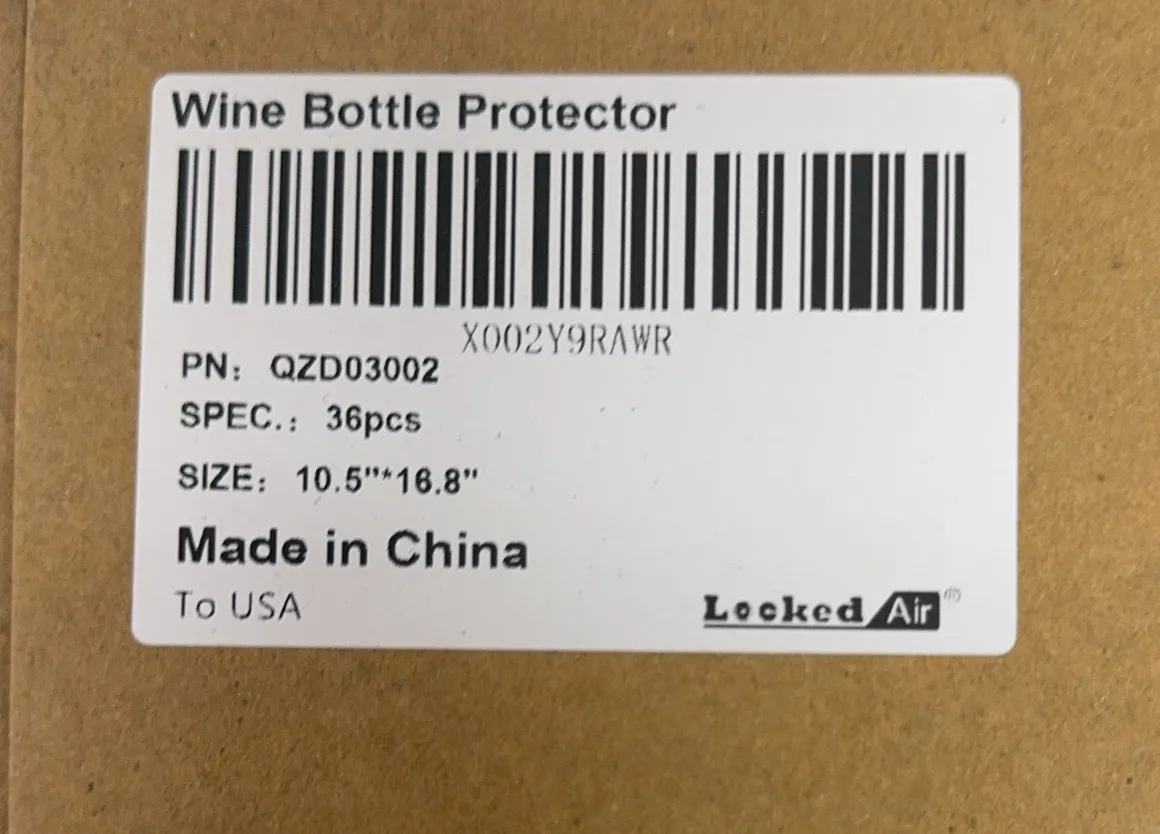 Wine Bottle Protector
X002Y9RAWR
PN： QZD03002
SPEC.： 36pcs
SIZE： 10.5"*16.8"
Made in China
To USA
Locked Air®